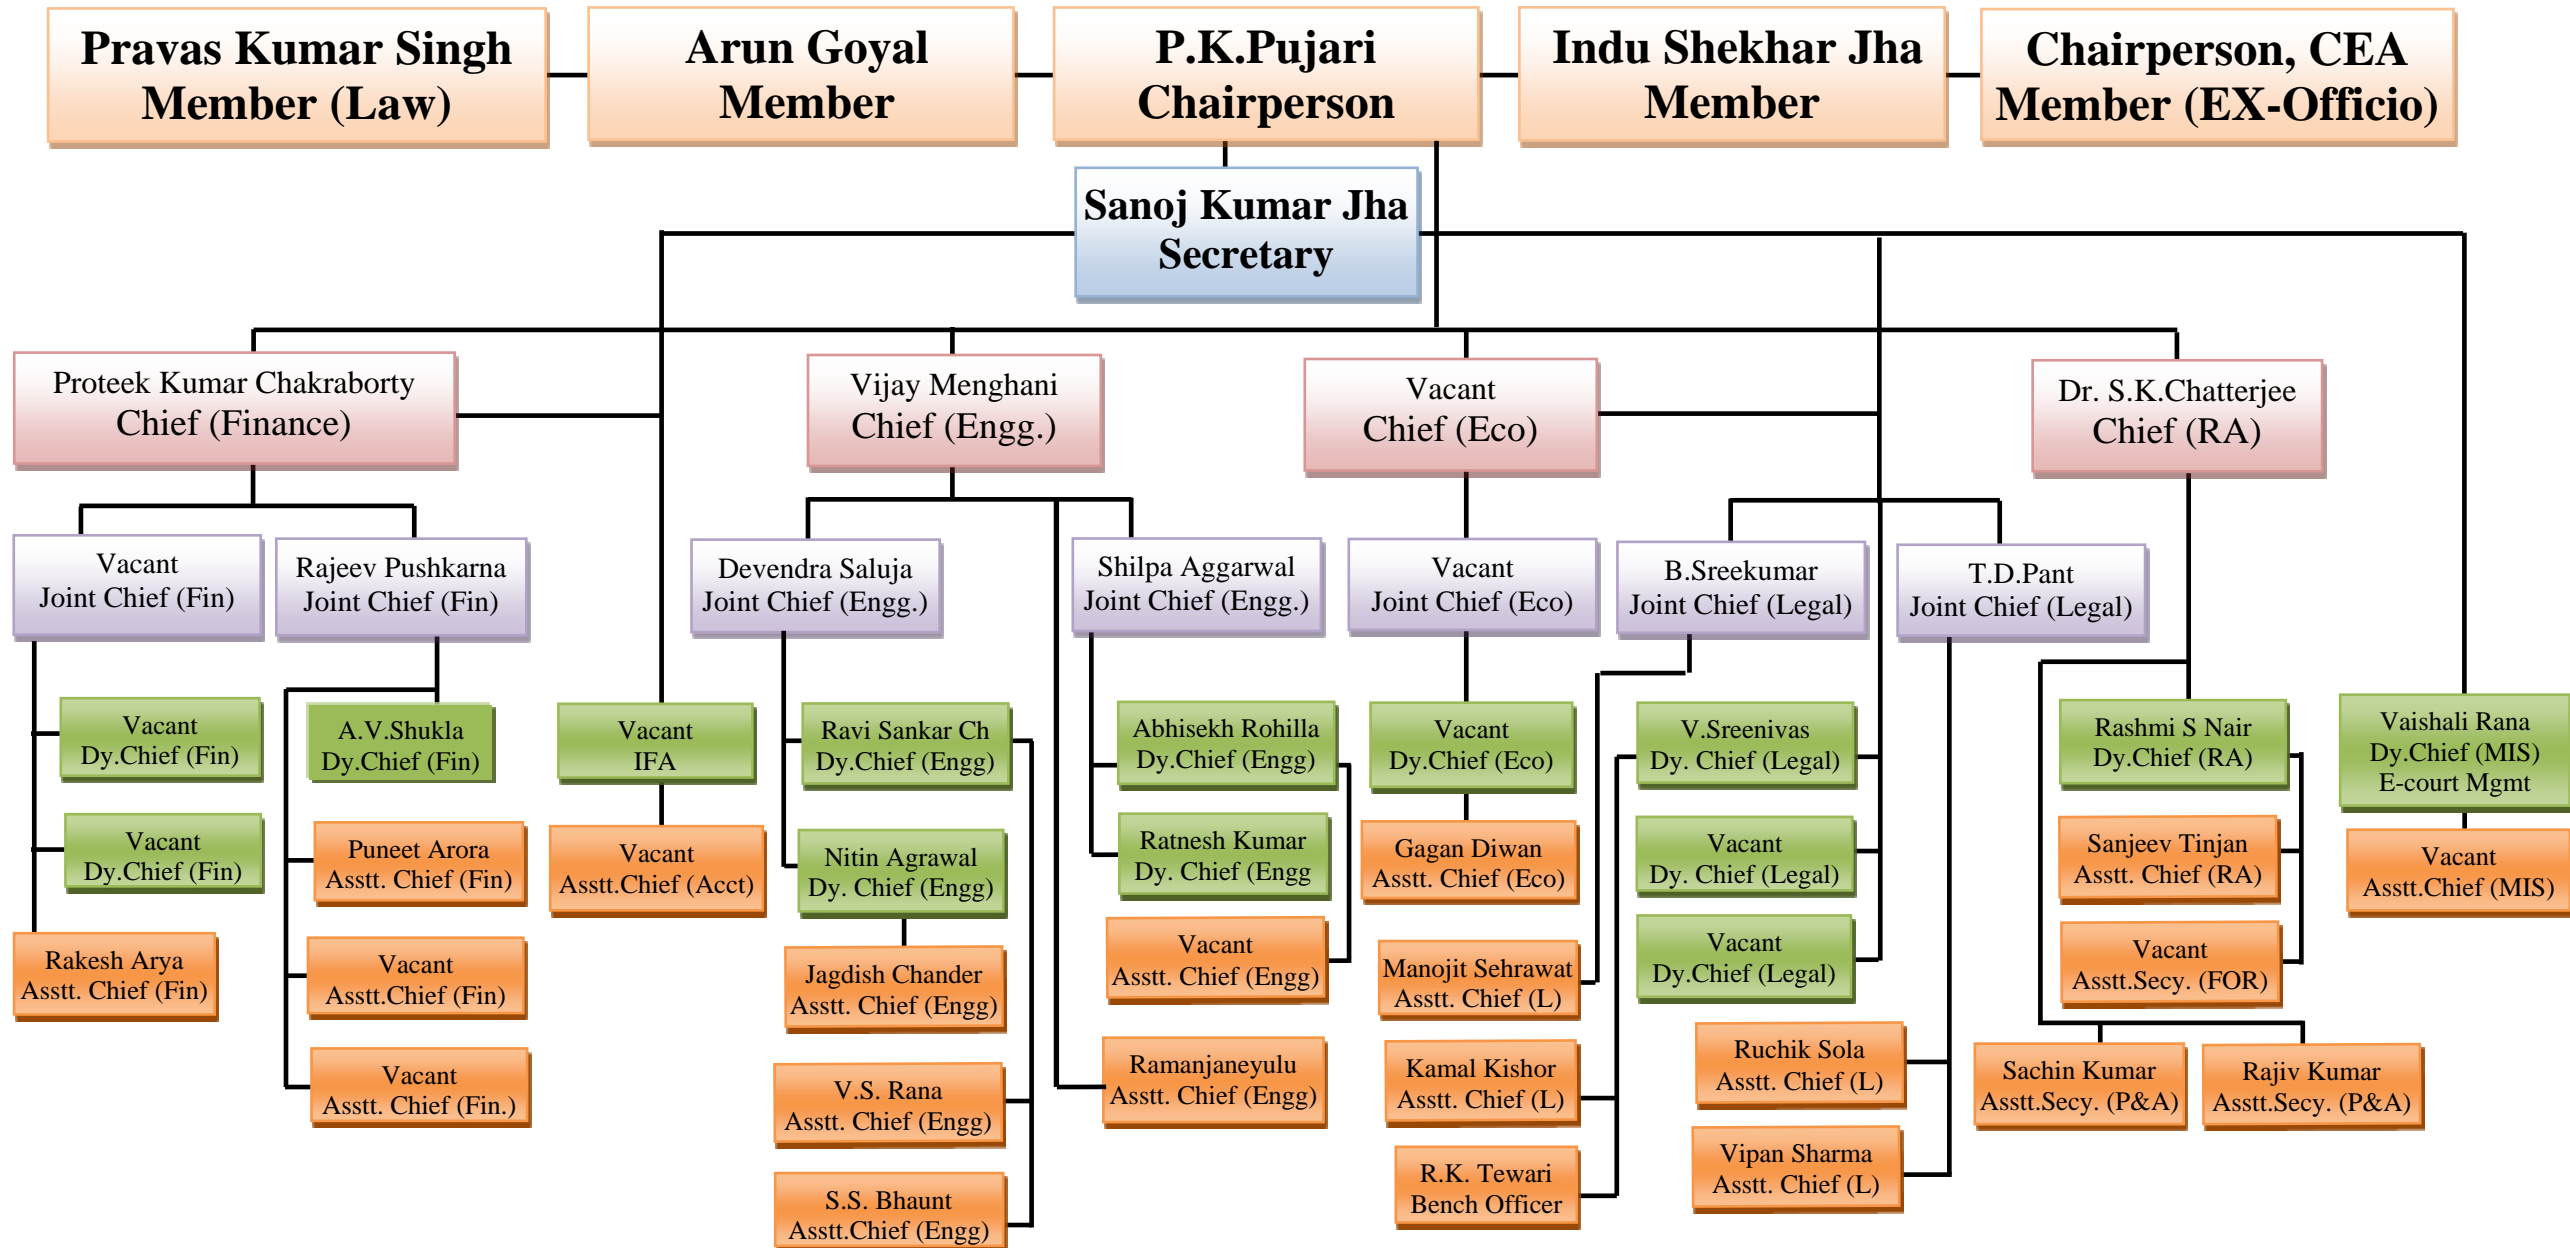 Pravas Kumar Singh
Member (Law)
Arun Goyal
Member
P.K.Pujari
Chairperson
Indu Shekhar Jha
Member
Chairperson, CEA
Member (EX-Officio)
Sanoj Kumar Jha
Secretary
Proteek Kumar Chakraborty
Chief (Finance)
Vijay Menghani
Chief (Engg.)
Vacant
Chief (Eco)
Dr. S.K.Chatterjee
Chief (RA)
Vacant
Joint Chief (Fin)
Rajeev Pushkarna
Joint Chief (Fin)
Devendra Saluja
Joint Chief (Engg.)
Shilpa Aggarwal
Joint Chief (Engg.)
Vacant
Joint Chief (Eco)
B.Sreekumar
Joint Chief (Legal)
T.D.Pant
Joint Chief (Legal)
Vacant
Dy.Chief (Fin)
A.V.Shukla
Dy.Chief (Fin)
Vacant
IFA
Ravi Sankar Ch
Dy.Chief (Engg)
Abhisekh Rohilla
Dy.Chief (Engg)
Vacant
Dy.Chief (Eco)
V.Sreenivas
Dy. Chief (Legal)
Rashmi S Nair
Dy.Chief (RA)
Vaishali Rana
Dy.Chief (MIS)
E-court Mgmt
Vacant
Dy.Chief (Fin)
Puneet Arora
Asstt. Chief (Fin)
Vacant
Asstt.Chief (Acct)
Nitin Agrawal
Dy. Chief (Engg)
Ratnesh Kumar
Dy. Chief (Engg
Gagan Diwan
Asstt. Chief (Eco)
Vacant
Dy. Chief (Legal)
Sanjeev Tinjan
Asstt. Chief (RA)
Vacant
Asstt.Chief (MIS)
Rakesh Arya
Asstt. Chief (Fin)
Vacant
Asstt.Chief (Fin)
Jagdish Chander
Asstt. Chief (Engg)
Vacant
Asstt. Chief (Engg)
Manojit Sehrawat
Asstt. Chief (L)
Vacant
Dy.Chief (Legal)
Vacant
Asstt.Secy. (FOR)
Vacant
Asstt. Chief (Fin.)
V.S. Rana
Asstt. Chief (Engg)
Ramanjaneyulu
Asstt. Chief (Engg)
Kamal Kishor
Asstt. Chief (L)
Ruchik Sola
Asstt. Chief (L)
Sachin Kumar
Asstt.Secy. (P&A)
Rajiv Kumar
Asstt.Secy. (P&A)
S.S. Bhaunt
Asstt.Chief (Engg)
R.K. Tewari
Bench Officer
Vipan Sharma
Asstt. Chief (L)